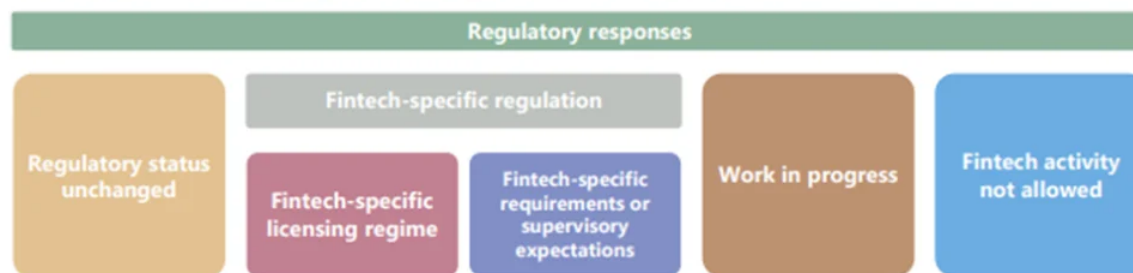 Regulatory responses
Regulatory status
unchanged
Fintech-specific regulation
Fintech-specific
licensing regime
Fintech-specific
requirements or
supervisory
expectations
Work in progress
Fintech activity
not allowed